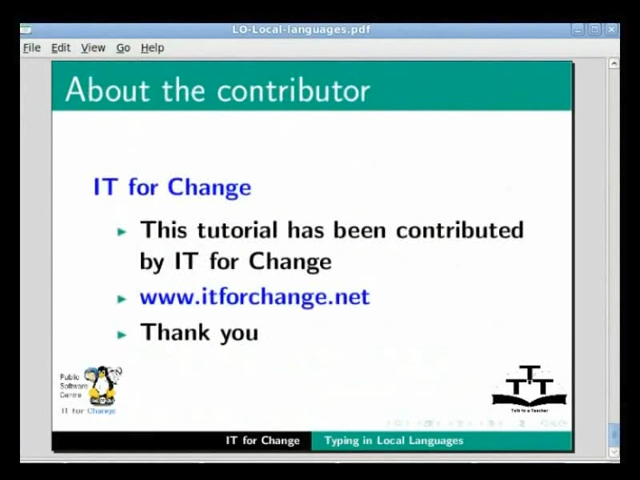 LO-Local-languages.pdf
File Edit View Go Help
About the contributor
IT for Change
This tutorial has been contributed
by IT for Change
www.itforchange.net
Thank you
Public
Software
Centre
IT for Change
TTT
Talk to a Teacher
IT for Change Typing in Local Languages